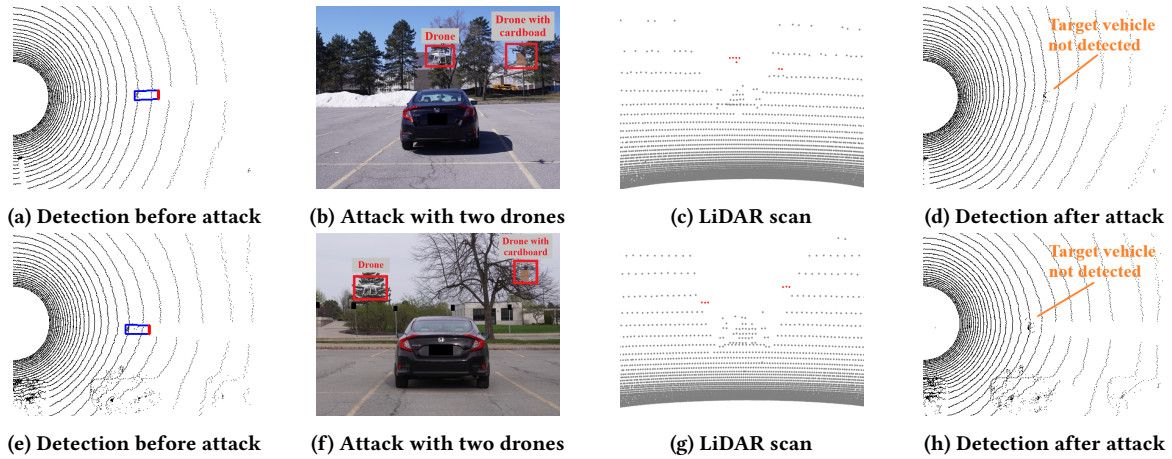 Drone
Drone with
cardboad
Target vehicle
not detected
(a) Detection before attack
(b) Attack with two drones
(c) LiDAR scan
(d) Detection after attack
Drone
Drone with
cardboard
Target vehicle
not detected
(e) Detection before attack
(f) Attack with two drones
(g) LiDAR scan
(h) Detection after attack